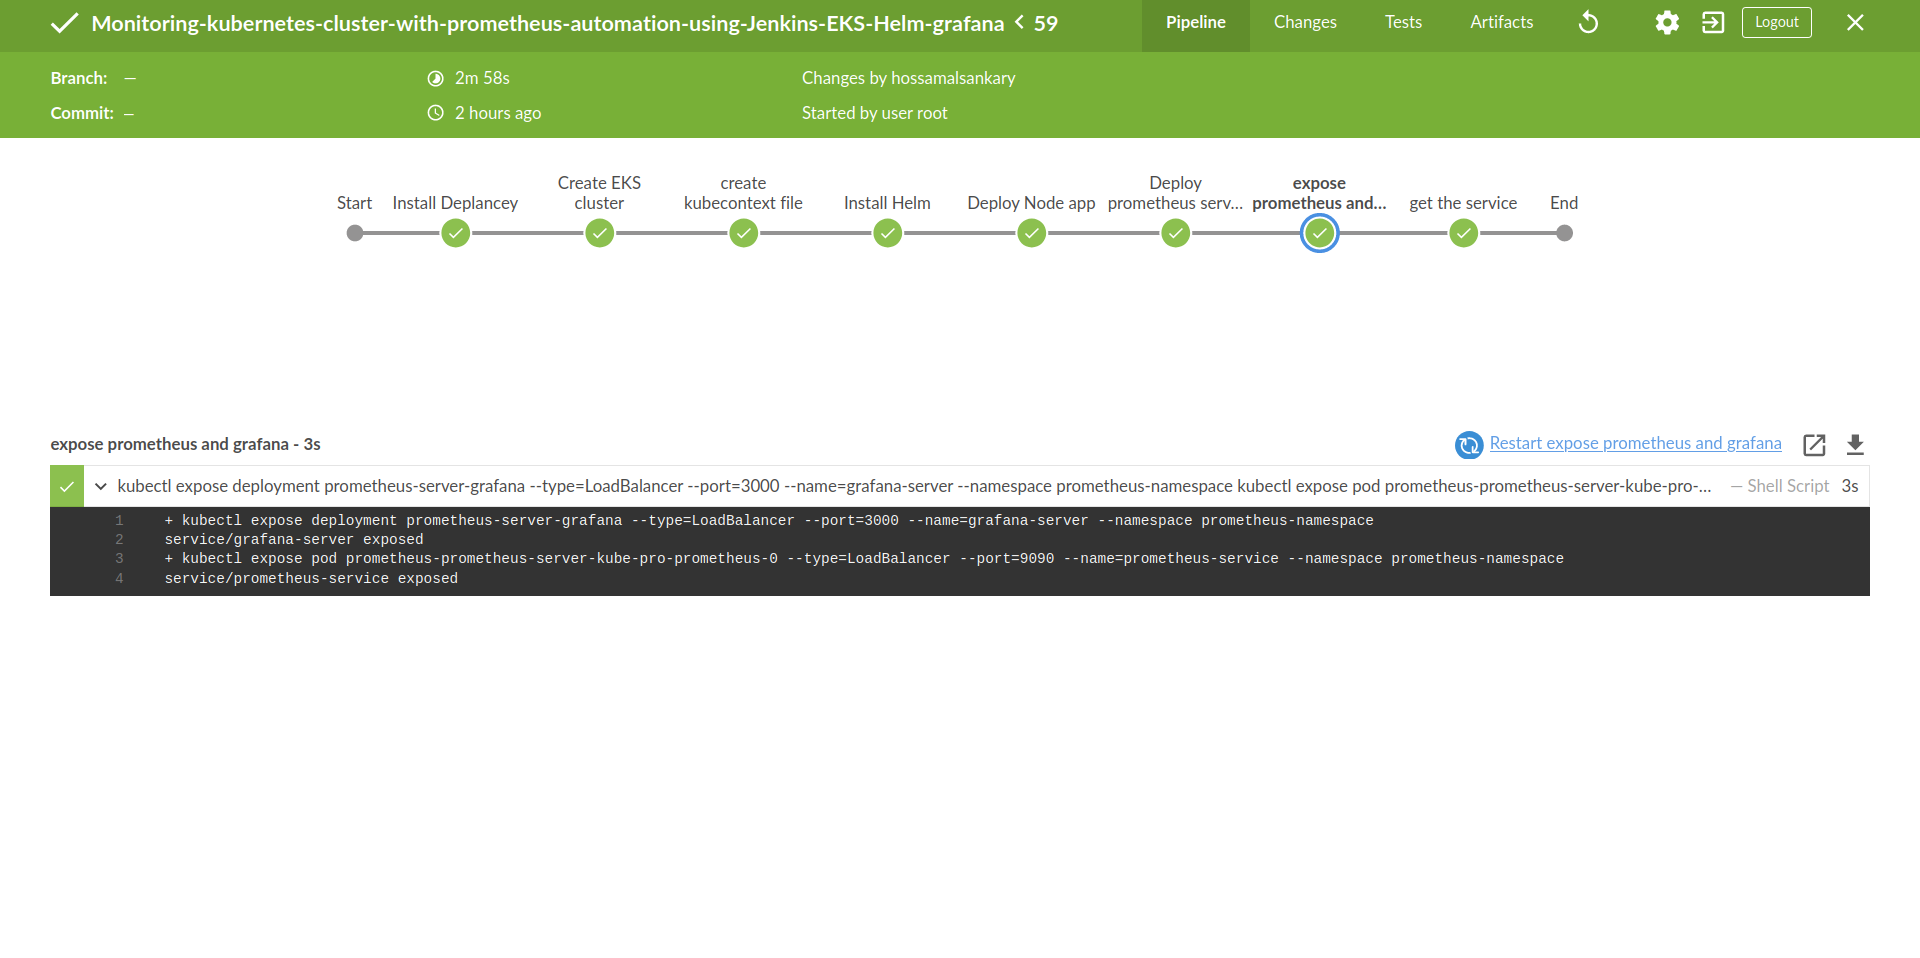 Monitoring-kubernetes-cluster-with-prometheus-automation-using-Jenkins-EKS-Helm-grafana < 59
Pipeline Changes Tests Artifacts Logout
Branch: — 2m 58s Changes by hossamalsankary
Commit: — 2 hours ago Started by user root
Start
Install Deplancey
Create EKS
cluster
create
kubecontext file
Install Helm
Deploy Node app
Deploy
prometheus serv...
expose
prometheus and...
get the service
End
expose prometheus and grafana - 3s
Restart expose prometheus and grafana
kubectl expose deployment prometheus-server-grafana --type=LoadBalancer --port=3000 --name=grafana-server --namespace prometheus-namespace kubectl expose pod prometheus-prometheus-server-kube-pro-... — Shell Script 3s
1 + kubectl expose deployment prometheus-server-grafana --type=LoadBalancer --port=3000 --name=grafana-server --namespace prometheus-namespace
2 service/grafana-server exposed
3 + kubectl expose pod prometheus-prometheus-server-kube-pro-prometheus-0 --type=LoadBalancer --port=9090 --name=prometheus-service --namespace prometheus-namespace
4 service/prometheus-service exposed